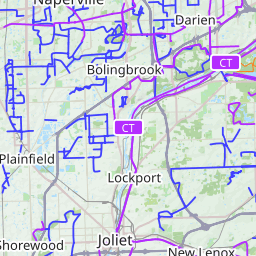 Naperville
Darien
CT
Bolingbrook
CT
Plainfield
Lockport
Shorewood
Joliet
New Lenox